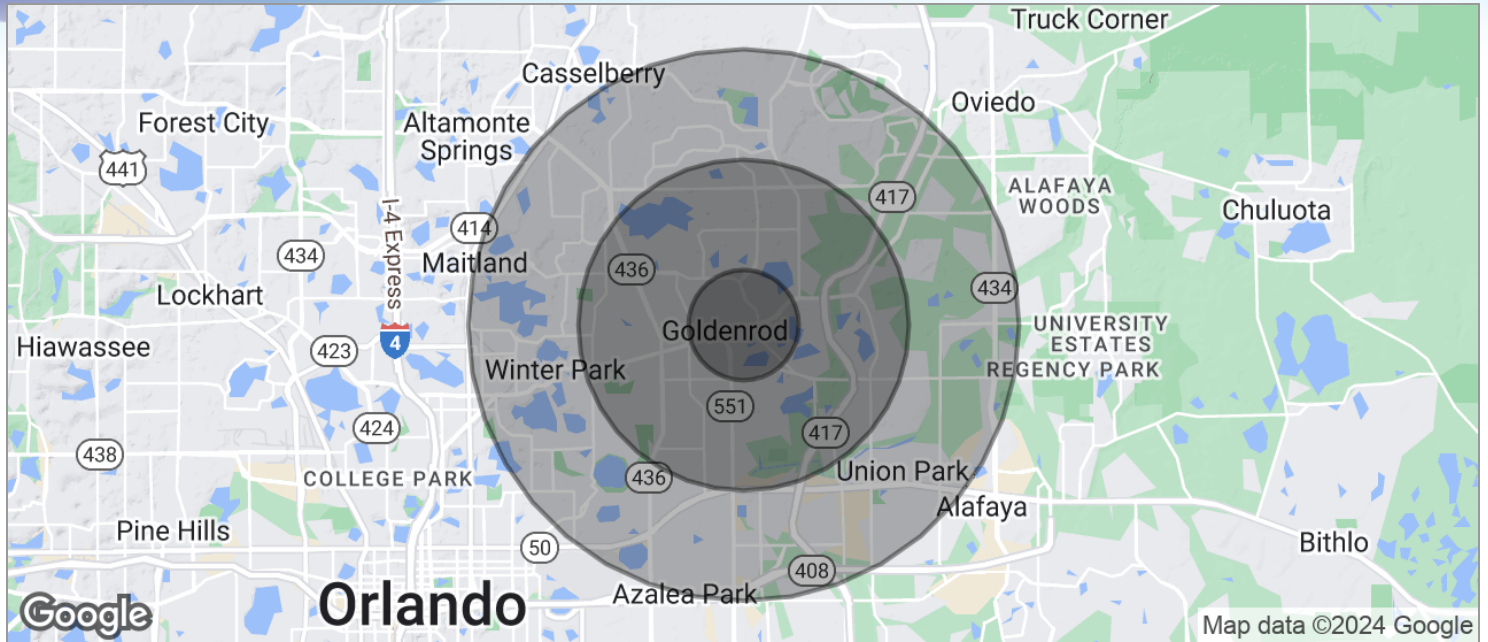 Truck Corner
Casselberry
Oviedo
Forest City
Altamonte
Springs
441
417
ALAFAYA
WOODS
Chuluota
I-4 Express
414
434
Maitland
436
434
Lockhart
Goldenrod
UNIVERSITY
ESTATES
Hiawassee
423
4
Winter Park
REGENCY PARK
551
424
417
438
COLLEGE PARK
436
Union Park
Alafaya
Pine Hills
50
Bithlo
408
Azalea Park
Orlando
Google
Map data ©2024 Google